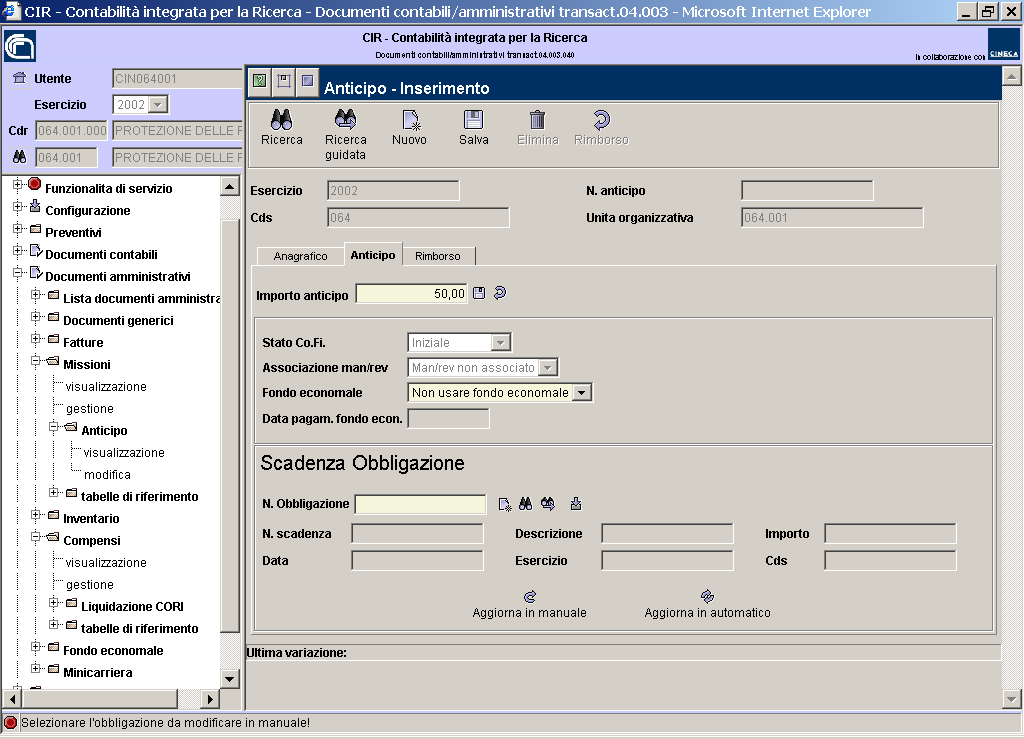 CIR - Contabilità integrata per la Ricerca - Documenti contabili/amministrativi transact.04.003 - Microsoft Internet Explorer
CIR - Contabilità integrata per la Ricerca
Documenti contabili/amministrativi transact.04.003.040
In collaborazione con CINECA
Utente CIN064001
Esercizio 2002
Cdr 064.001.000 PROTEZIONE DELLE
064.001 PROTEZIONE DELLE
Funzionalita di servizio
Configurazione
Preventivi
Documenti contabili
Documenti amministrativi
Lista documenti amministra
Documenti generici
Fatture
Missioni
visualizzazione
gestione
Anticipo
visualizzazione
modifica
tabelle di riferimento
Inventario
Compensi
visualizzazione
gestione
Liquidazione CORI
tabelle di riferimento
Fondo economale
Minicarriera
Anticipo - Inserimento
Ricerca
Ricerca guidata
Nuovo
Salva
Elimina
Rimborso
Esercizio 2002 N. anticipo
Cds 064 Unita organizzativa 064.001
Anagrafico Anticipo Rimborso
Importo anticipo 50,00
Stato Co.Fi. Iniziale
Associazione man/rev Man/rev non associato
Fondo economale Non usare fondo economale
Data pagam. fondo econ.
Scadenza Obbligazione
N. Obbligazione
N. scadenza Descrizione Importo
Data Esercizio Cds
Aggiorna in manuale Aggiorna in automatico
Ultima variazione:
Selezionare l'obbligazione da modificare in manuale!